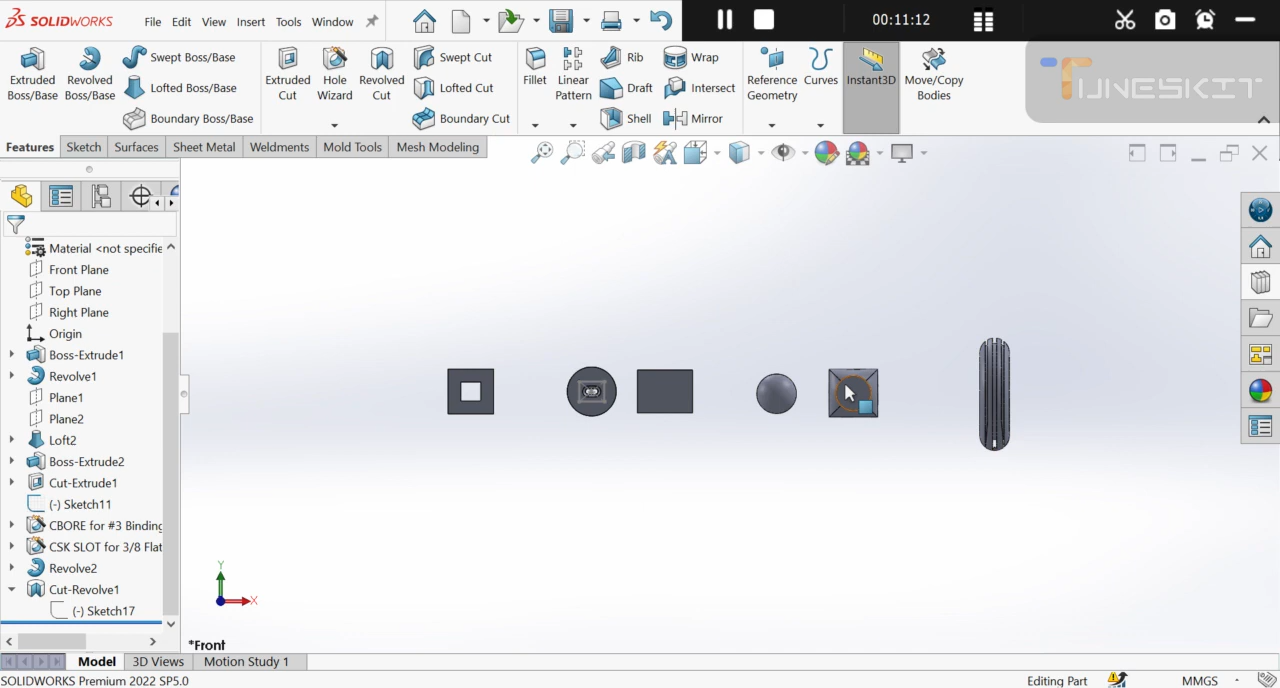 SOLIDWORKS File Edit View Insert Tools Window 00:11:12
TUNESKIT
Extruded Boss/Base Revolved Boss/Base Swept Boss/Base Lofted Boss/Base Boundary Boss/Base
Extruded Cut Hole Wizard Revolved Cut Swept Cut Lofted Cut Boundary Cut
Fillet Linear Pattern Rib Draft Shell Wrap Intersect Mirror
Reference Geometry Curves Instant3D Move/Copy Bodies
Features Sketch Surfaces Sheet Metal Weldments Mold Tools Mesh Modeling
Material <not specifie
Front Plane
Top Plane
Right Plane
Origin
Boss-Extrude1
Revolve1
Plane1
Plane2
Loft2
Boss-Extrude2
Cut-Extrude1
(-) Sketch11
CBORE for #3 Binding
CSK SLOT for 3/8 Flat
Revolve2
Cut-Revolve1
(-) Sketch17
Y
X
*Front
Model 3D Views Motion Study 1
SOLIDWORKS Premium 2022 SP5.0 Editing Part MMGS -